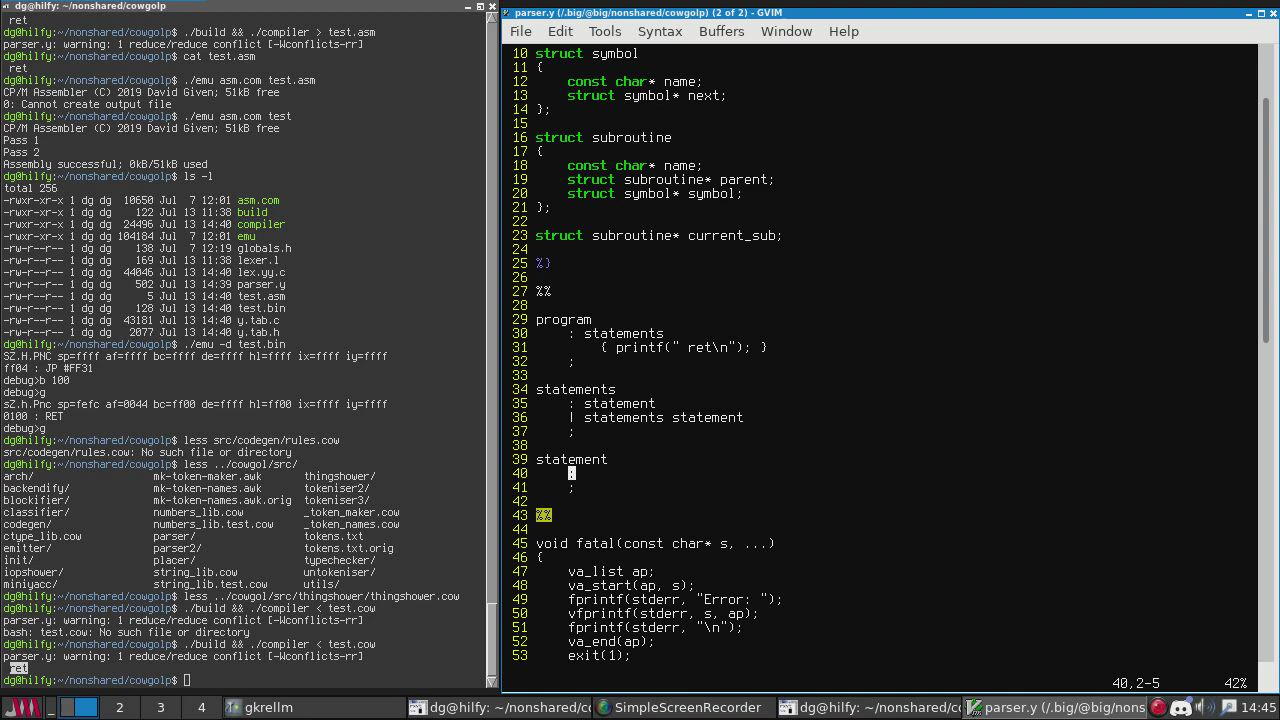 dg@hilfy: ~/nonshared/cowgolp
ret
dg@hilfy:~/nonshared/cowgolp$ ./build && ./compiler > test.asm
parser.y: warning: 1 reduce/reduce conflict [-Wconflicts-rr]
dg@hilfy:~/nonshared/cowgolp$ cat test.asm
ret
dg@hilfy:~/nonshared/cowgolp$ ./emu asm.com test.asm
CP/M Assembler (C) 2019 David Given; 51kB free
0: Cannot create output file
dg@hilfy:~/nonshared/cowgolp$ ./emu asm.com test
CP/M Assembler (C) 2019 David Given; 51kB free
Pass 1
Pass 2
Assembly successful; 0kB/51kB used
dg@hilfy:~/nonshared/cowgolp$ ls -l
total 256
-rwxr-xr-x 1 dg dg  10650 Jul  7 12:01 asm.com
-rwxr-xr-x 1 dg dg    122 Jul 13 11:38 build
-rwxr-xr-x 1 dg dg  24496 Jul 13 14:40 compiler
-rwxr-xr-x 1 dg dg 104184 Jul  7 12:01 emu
-rw-r--r-- 1 dg dg    138 Jul  7 12:19 globals.h
-rw-r--r-- 1 dg dg    169 Jul 13 11:38 lexer.l
-rw-r--r-- 1 dg dg  44046 Jul 13 14:40 lex.yy.c
-rw-r--r-- 1 dg dg    502 Jul 13 14:39 parser.y
-rw-r--r-- 1 dg dg      5 Jul 13 14:40 test.asm
-rw-r--r-- 1 dg dg    128 Jul 13 14:40 test.bin
-rw-r--r-- 1 dg dg  43181 Jul 13 14:40 y.tab.c
-rw-r--r-- 1 dg dg   2077 Jul 13 14:40 y.tab.h
dg@hilfy:~/nonshared/cowgolp$ ./emu -d test.bin
SZ.H.PNC sp=ffff af=ffff bc=ffff de=ffff hl=ffff ix=ffff iy=ffff
ff04 : JP #FF31
debug>b 100
debug>g
sZ.h.Pnc sp=fefc af=0044 bc=ff00 de=ffff hl=ff00 ix=ffff iy=ffff
0100 : RET
debug>g
dg@hilfy:~/nonshared/cowgolp$ less src/codegen/rules.cow
src/codegen/rules.cow: No such file or directory
dg@hilfy:~/nonshared/cowgolp$ less ../cowgol/src/
arch/ mk-token-maker.awk thingshower/
backendify/ mk-token-names.awk tokeniser2/
blockifier/ mk-token-names.awk.orig tokeniser3/
classifier/ numbers_lib.cow _token_maker.cow
codegen/ numbers_lib.test.cow _token_names.cow
ctype_lib.cow parser/ tokens.txt
emitter/ parser2/ tokens.txt.orig
init/ placer/ typechecker/
iopshower/ string_lib.cow untokeniser/
miniyacc/ string_lib.test.cow utils/
dg@hilfy:~/nonshared/cowgolp$ less ../cowgol/src/thingshower/thingshower.cow
dg@hilfy:~/nonshared/cowgolp$ ./build && ./compiler < test.cow
parser.y: warning: 1 reduce/reduce conflict [-Wconflicts-rr]
bash: test.cow: No such file or directory
dg@hilfy:~/nonshared/cowgolp$ ./build && ./compiler < test.cow
parser.y: warning: 1 reduce/reduce conflict [-Wconflicts-rr]
ret
dg@hilfy:~/nonshared/cowgolp$
parser.y (/.big/@big/nonshared/cowgolp) (2 of 2) - GVIM
File Edit Tools Syntax Buffers Window Help
10 struct symbol
11 {
12     const char* name;
13     struct symbol* next;
14 };
15
16 struct subroutine
17 {
18     const char* name;
19     struct subroutine* parent;
20     struct symbol* symbol;
21 };
22
23 struct subroutine* current_sub;
24
25 %}
26
27 %%
28
29 program
30     : statements
31         { printf(" ret\n"); }
32     ;
33
34 statements
35     : statement
36     | statements statement
37     ;
38
39 statement
40     :
41     ;
42
43 %%
44
45 void fatal(const char* s, ...)
46 {
47     va_list ap;
48     va_start(ap, s);
49     fprintf(stderr, "Error: ");
50     vfprintf(stderr, s, ap);
51     fprintf(stderr, "\n");
52     va_end(ap);
53     exit(1);
40,2-5 42%
2 3 4 gkrellm dg@hilfy: ~/nonshared/co SimpleScreenRecorder dg@hilfy: ~/nonshared/co parser.y (/.big/@big/nons 14:45